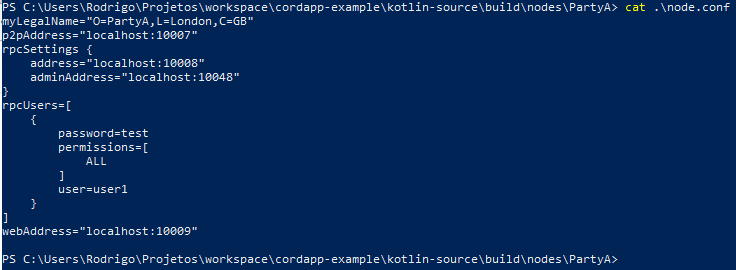 PS C:\Users\Rodrigo\Projetos\workspace\cordapp-example\kotlin-source\build\nodes\PartyA> cat .\node.conf
myLegalName="O=PartyA,L=London,C=GB"
p2pAddress="localhost:10007"
rpcSettings {
    address="localhost:10008"
    adminAddress="localhost:10048"
}
rpcUsers=[
    {
        password=test
        permissions=[
            ALL
        ]
        user=user1
    }
]
webAddress="localhost:10009"

PS C:\Users\Rodrigo\Projetos\workspace\cordapp-example\kotlin-source\build\nodes\PartyA>